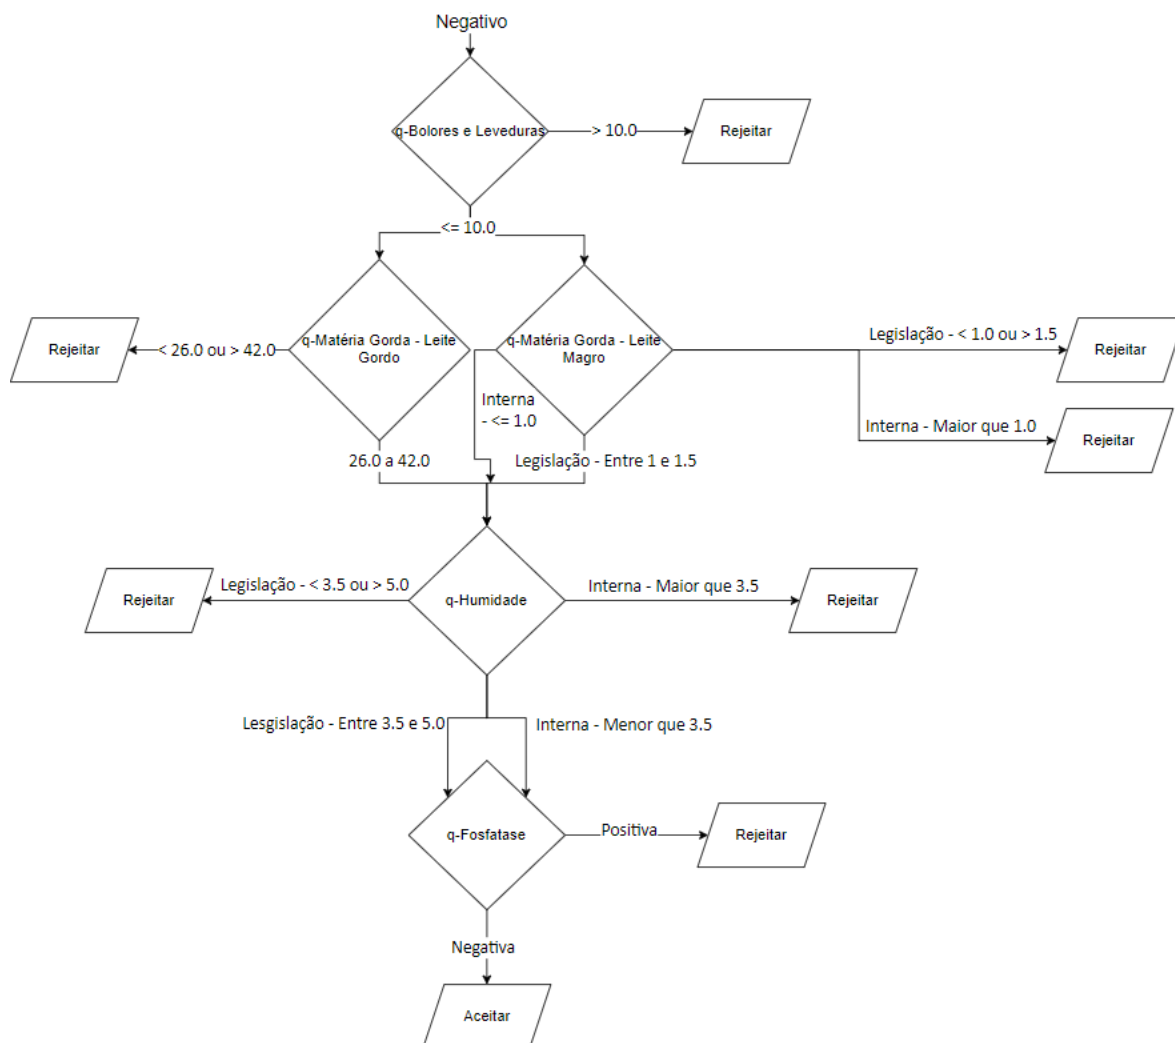 Negativo
q-Bolores e Leveduras
> 10.0
Rejeitar
<= 10.0
Rejeitar
< 26.0 ou > 42.0
q-Matéria Gorda - Leite
Gordo
q-Matéria Gorda - Leite
Magro
Legislação - < 1.0 ou > 1.5
Rejeitar
Interna
- <= 1.0
Interna - Maior que 1.0
Rejeitar
26.0 a 42.0
Legislação - Entre 1 e 1.5
Rejeitar
Legislação - < 3.5 ou > 5.0
q-Humidade
Interna - Maior que 3.5
Rejeitar
Lesgislação - Entre 3.5 e 5.0
Interna - Menor que 3.5
q-Fosfatase
Positiva
Rejeitar
Negativa
Aceitar